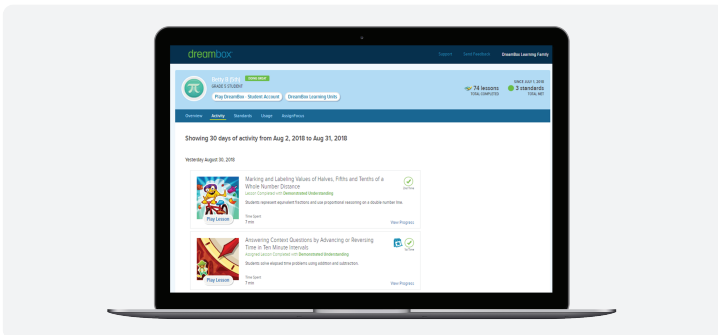 dreambox
Support Send Feedback DreamBox Learning Family
GRADE 5 STUDENT
Play DreamBox - Student Account DreamBox Learning Units
SINCE JULY 1, 2018
74 lessons 3 standards
TOTAL COMPLETED TOTAL MET
Overview Activity Standards Usage AssignFocus
Showing 30 days of activity from Aug 2, 2018 to Aug 31, 2018
Yesterday August 30, 2018
Marking and Labeling Values of Halves, Fifths and Tenths of a
Whole Number Distance
Lesson Completed with Demonstrated Understanding
Students represent equivalent fractions and use proportional reasoning on a double number line.
Play Lesson
Time Spent
7 min
View Progress
Answering Context Questions by Advancing or Reversing
Time in Ten Minute Intervals
Assigned Lesson Completed with Demonstrated Understanding
Students solve elapsed time problems using addition and subtraction.
Play Lesson
Time Spent
7 min
View Progress